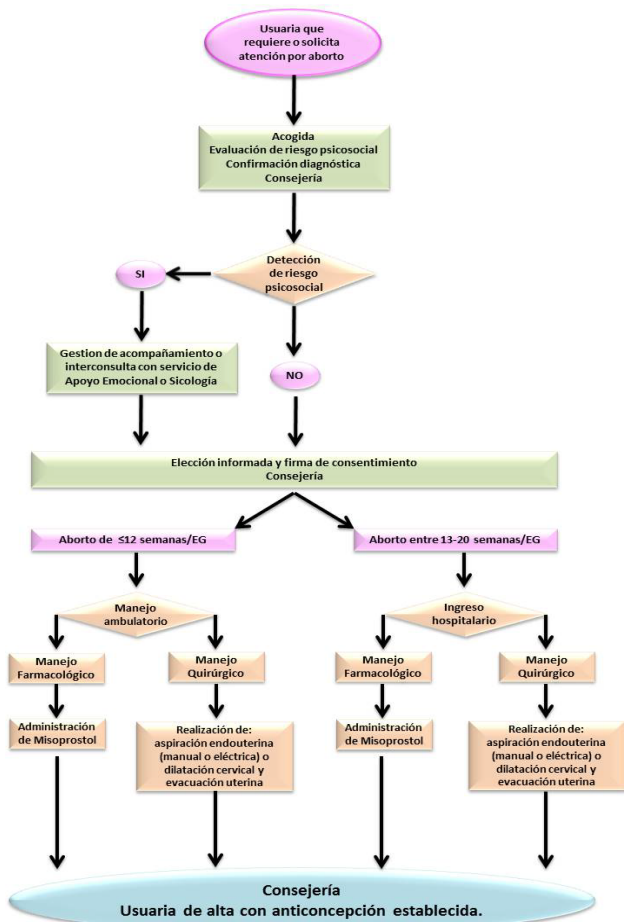 Usuaria que
requiere o solicita
atención por aborto
Acogida
Evaluación de riesgo psicosocial
Confirmación diagnóstica
Consejería
Detección
de riesgo
psicosocial
SI
Gestion de acompañamiento o
interconsulta con servicio de
Apoyo Emocional o Sicología
NO
Elección informada y firma de consentimiento
Consejería
Aborto de ≤12 semanas/EG
Aborto entre 13-20 semanas/EG
Manejo
ambulatorio
Ingreso
hospitalario
Manejo
Farmacológico
Manejo
Quirúrgico
Manejo
Farmacológico
Manejo
Quirúrgico
Administración
de Misoprostol
Realización de:
aspiración endouterina
(manual o eléctrica) o
dilatación cervical y
evacuación uterina
Administración
de Misoprostol
Realización de:
aspiración endouterina
(manual o eléctrica) o
dilatación cervical y
evacuación uterina
Consejería
Usuaria de alta con anticoncepción establecida.